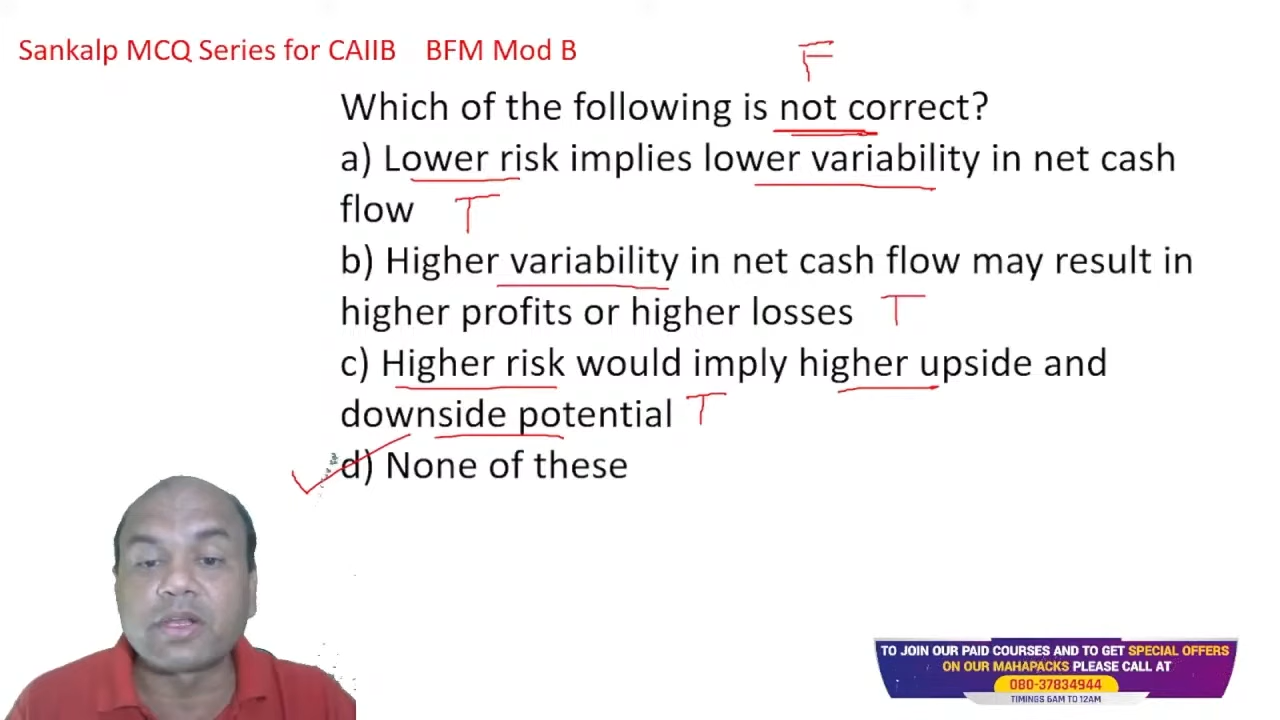 Sankalp MCQ Series for CAIIB BFM Mod B
F
Which of the following is not correct?
a) Lower risk implies lower variability in net cash
flow T
b) Higher variability in net cash flow may result in
higher profits or higher losses T
c) Higher risk would imply higher upside and
downside potential T
d) None of these
TO JOIN OUR PAID COURSES AND TO GET SPECIAL OFFERS
ON OUR MAHAPACKS PLEASE CALL AT
080-37834944
TIMINGS 6AM TO 12AM